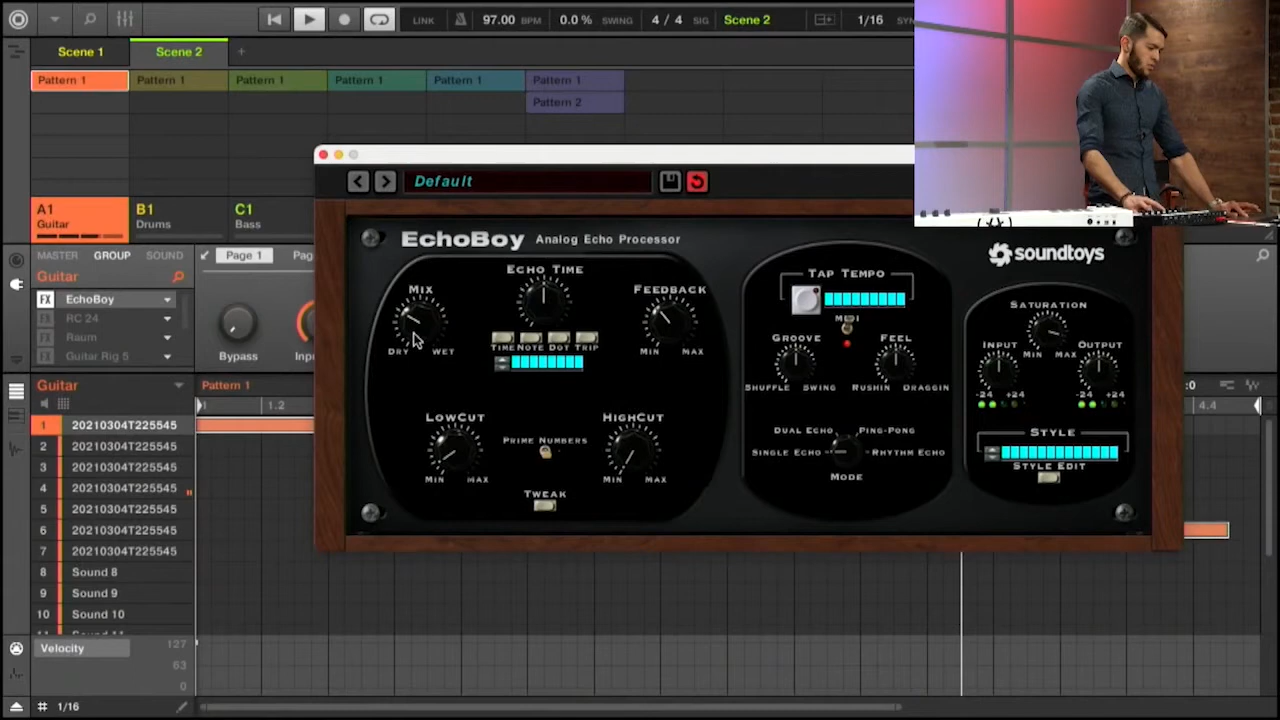 LINK 97.00 BPM 0.0 % SWING 4 / 4 SIG Scene 2 1/16
Scene 1 Scene 2 +
Pattern 1 Pattern 1 Pattern 1 Pattern 1 Pattern 1 Pattern 1
Pattern 2
A1 B1 C1
Guitar Drums Bass
Default
MASTER GROUP SOUND Page 1
Guitar
FX EchoBoy
FX RC 24
FX Raum
FX Guitar Rig 5
Bypass
EchoBoy Analog Echo Processor
soundtoys
MIX
DRY WET
ECHO TIME
TIME NOTE DOT TRIP
FEEDBACK
MIN MAX
LOWCUT
MIN MAX
PRIME NUMBERS
HIGHCUT
MIN MAX
TWEAK
TAP TEMPO
MIDI
GROOVE
SHUFFLE SWING
FEEL
RUSHIN DRAGGIN
DUAL ECHO PING-PONG
SINGLE ECHO RHYTHM ECHO
MODE
SATURATION
MIN MAX
INPUT OUTPUT
-24 +24 -24 +24
STYLE
STYLE EDIT
Guitar Pattern 1
1 1.2 4.4
1 20210304T225545
2 20210304T225545
3 20210304T225545
4 20210304T225545
5 20210304T225545
6 20210304T225545
7 20210304T225545
8 Sound 8
9 Sound 9
10 Sound 10
Velocity 127
63
0
1/16